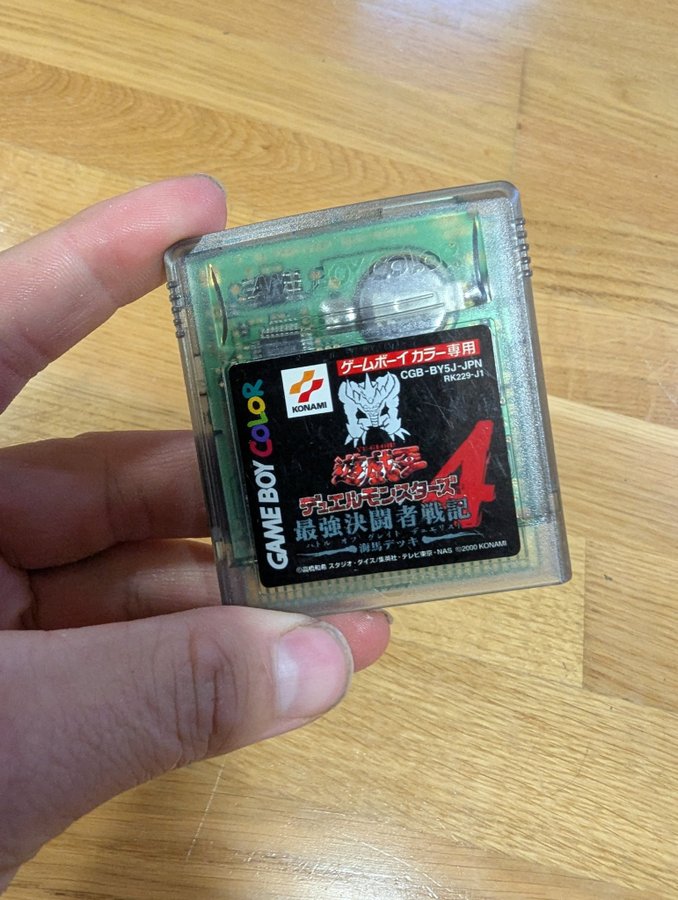 GAME BOY COLOR
GAME BOY COLOR
KONAMI
ゲームボーイカラー専用
CGB-BY5J-JPN
RK229-J1
遊戯王
デュエルモンスターズ4
最強決闘者戦記
バトル オブ グレイト デュエリスト
海馬デッキ
©高橋和希 スタジオ・ダイス/集英社・テレビ東京・NAS ©2000 KONAMI